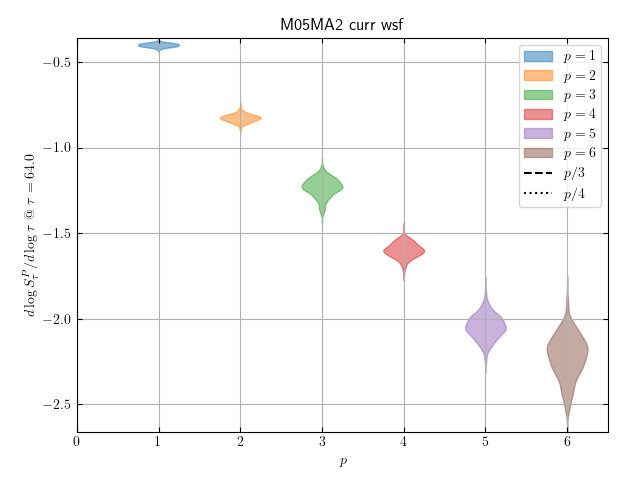 M05MA2 curr wsf
d log S_τ^P / d log τ @ τ = 64.0
−0.5
−1.0
−1.5
−2.0
−2.5
0 1 2 3 4 5 6
p
p = 1
p = 2
p = 3
p = 4
p = 5
p = 6
p/3
p/4